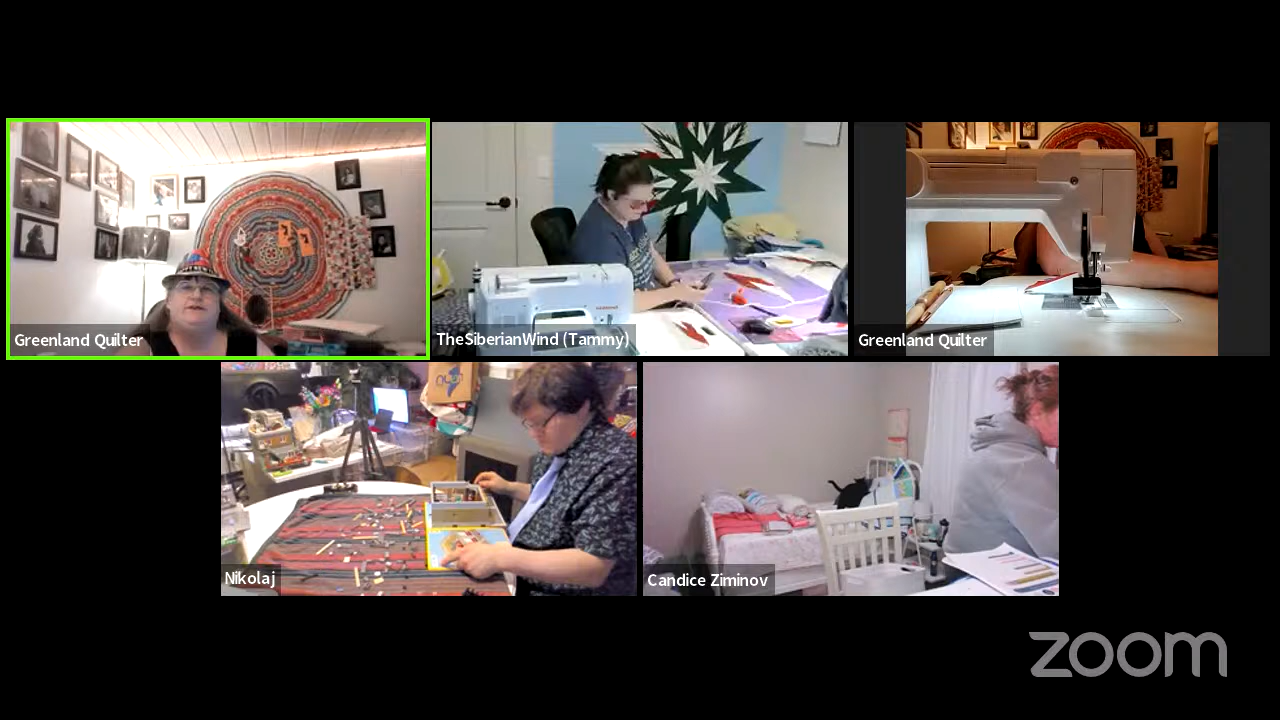 Greenland Quilter
TheSiberianWind (Tammy)
Greenland Quilter
Nikolaj
Candice Ziminov
zoom